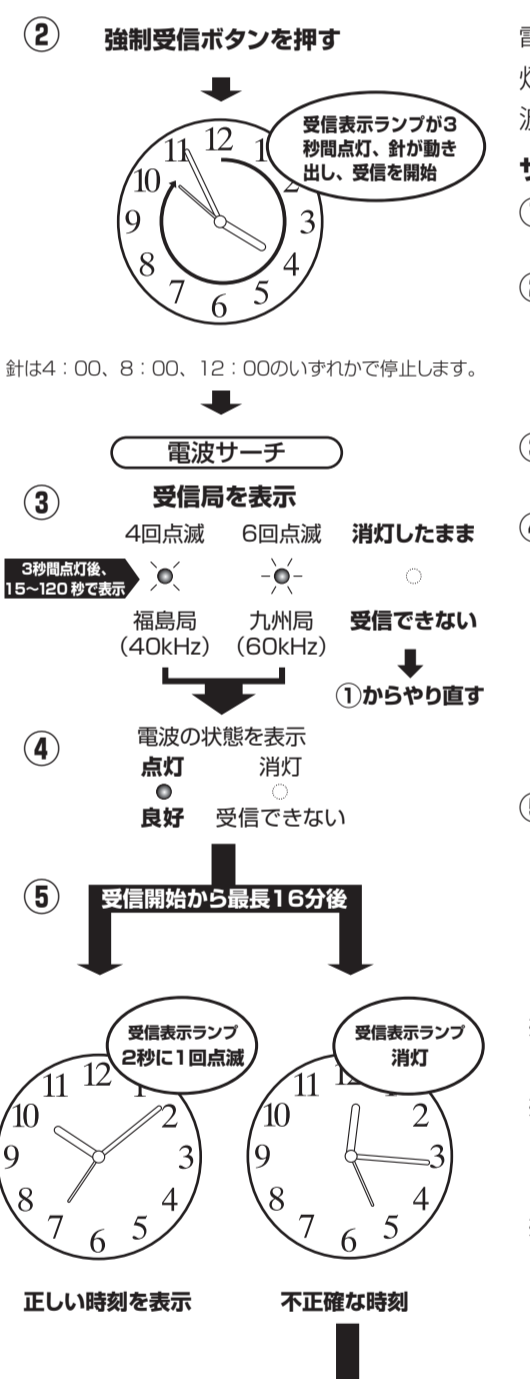 ② 強制受信ボタンを押す
受信表示ランプが3
秒間点灯、針が動き
出し、受信を開始
11 12 1
10 2
9 3
8 4
7 6 5
針は4：00、8：00、12：00のいずれかで停止します。
電波サーチ
③ 受信局を表示
4回点滅 6回点滅 消灯したまま
3秒間点灯後、
15～120秒で表示
福島局 九州局 受信できない
（40kHz）（60kHz）
①からやり直す
④ 電波の状態を表示
点灯 消灯
良好 受信できない
⑤ 受信開始から最長16分後
受信表示ランプ
2秒に1回点滅
11 12 1
10 2
9 3
8 4
7 6 5
正しい時刻を表示
受信表示ランプ
消灯
11 12
10 2
9 3
8 4
7 6 5
不正確な時刻